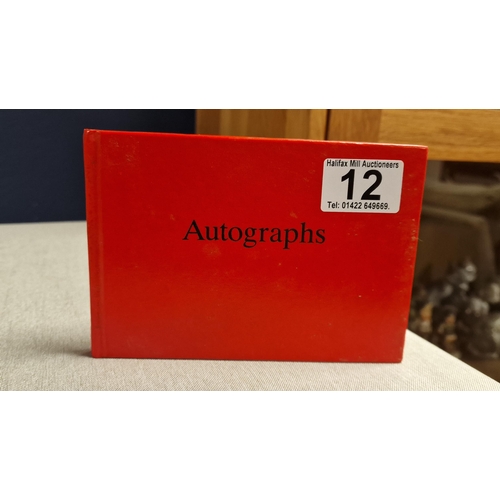 Halifax Mill Auctioneers
12
Tel: 01422 649669.
Autographs